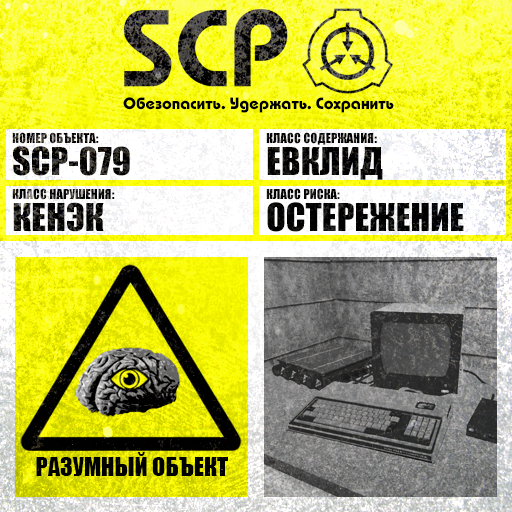 SCP
Обезопасить. Удержать. Сохранить
НОМЕР ОБЪЕКТА:
SCP-079
КЛАСС СОДЕРЖАНИЯ:
ЕВКЛИД
КЛАСС НАРУШЕНИЯ:
КЕНЭК
КЛАСС РИСКА:
ОСТЕРЕЖЕНИЕ
РАЗУМНЫЙ ОБЪЕКТ